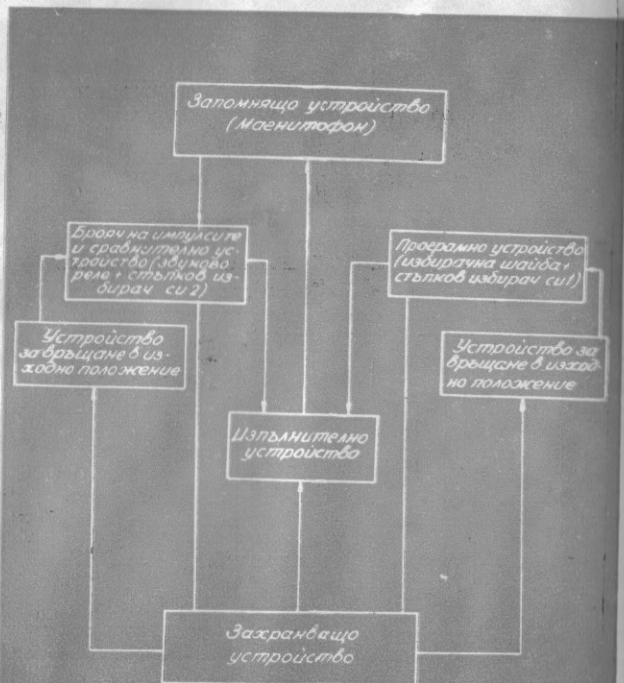 Запомнящо устройство
(магнитофон)
Брояч на импулсите
и сравнително ус-
тройство (звуково
реле + стъпков из-
бирач си 2)
Програмно устройство
(избирачна шайба +
стъпков избирач си 1)
Устройство
за връщане в из-
ходно положение
Устройство за
връщане в изход-
но положение
Изпълнително
устройство
Захранващо
устройство